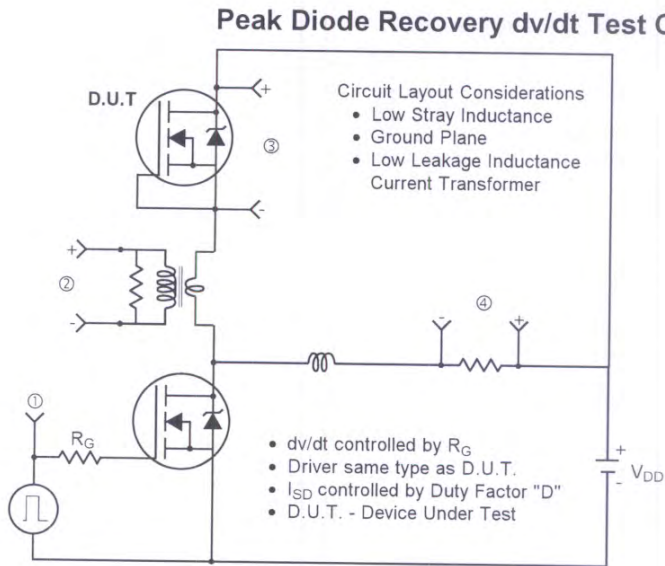 Peak Diode Recovery dv/dt Test C
D.U.T
+
③
-
Circuit Layout Considerations
• Low Stray Inductance
• Ground Plane
• Low Leakage Inductance
Current Transformer
+
②
-
-
④
+
①
RG
• dv/dt controlled by RG
• Driver same type as D.U.T.
• ISD controlled by Duty Factor "D"
• D.U.T. - Device Under Test
+
-
VDD